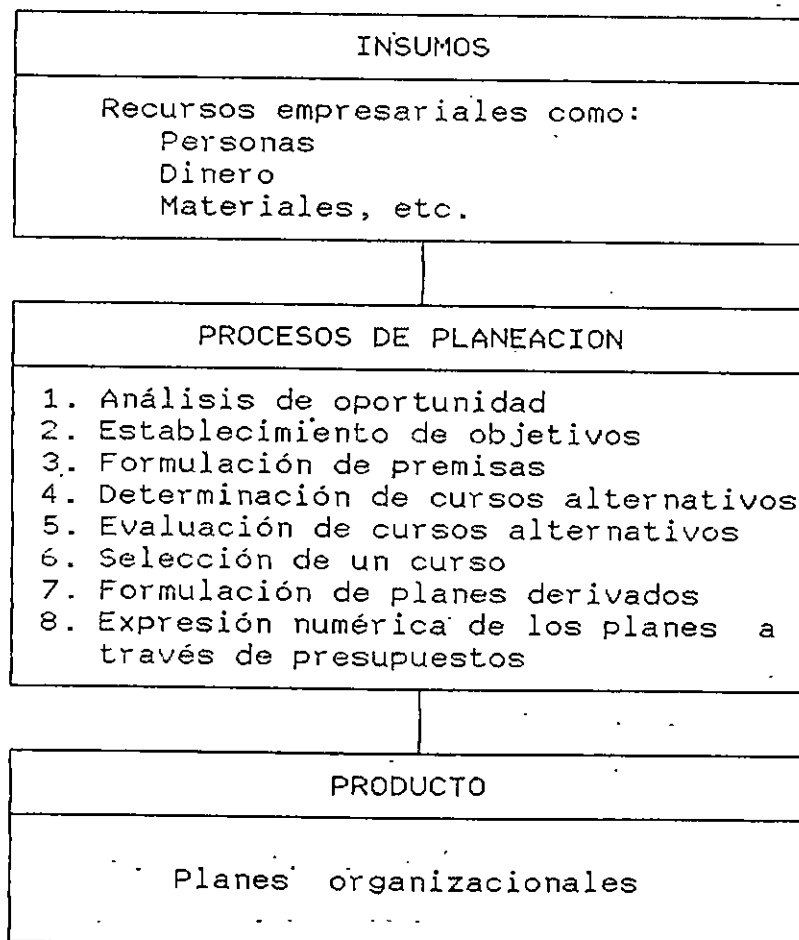 INSUMOS
Recursos empresariales como:
Personas
Dinero
Materiales, etc.
PROCESOS DE PLANEACION
1. Análisis de oportunidad
2. Establecimiento de objetivos
3. Formulación de premisas
4. Determinación de cursos alternativos
5. Evaluación de cursos alternativos
6. Selección de un curso
7. Formulación de planes derivados
8. Expresión numérica de los planes a
través de presupuestos
PRODUCTO
Planes organizacionales